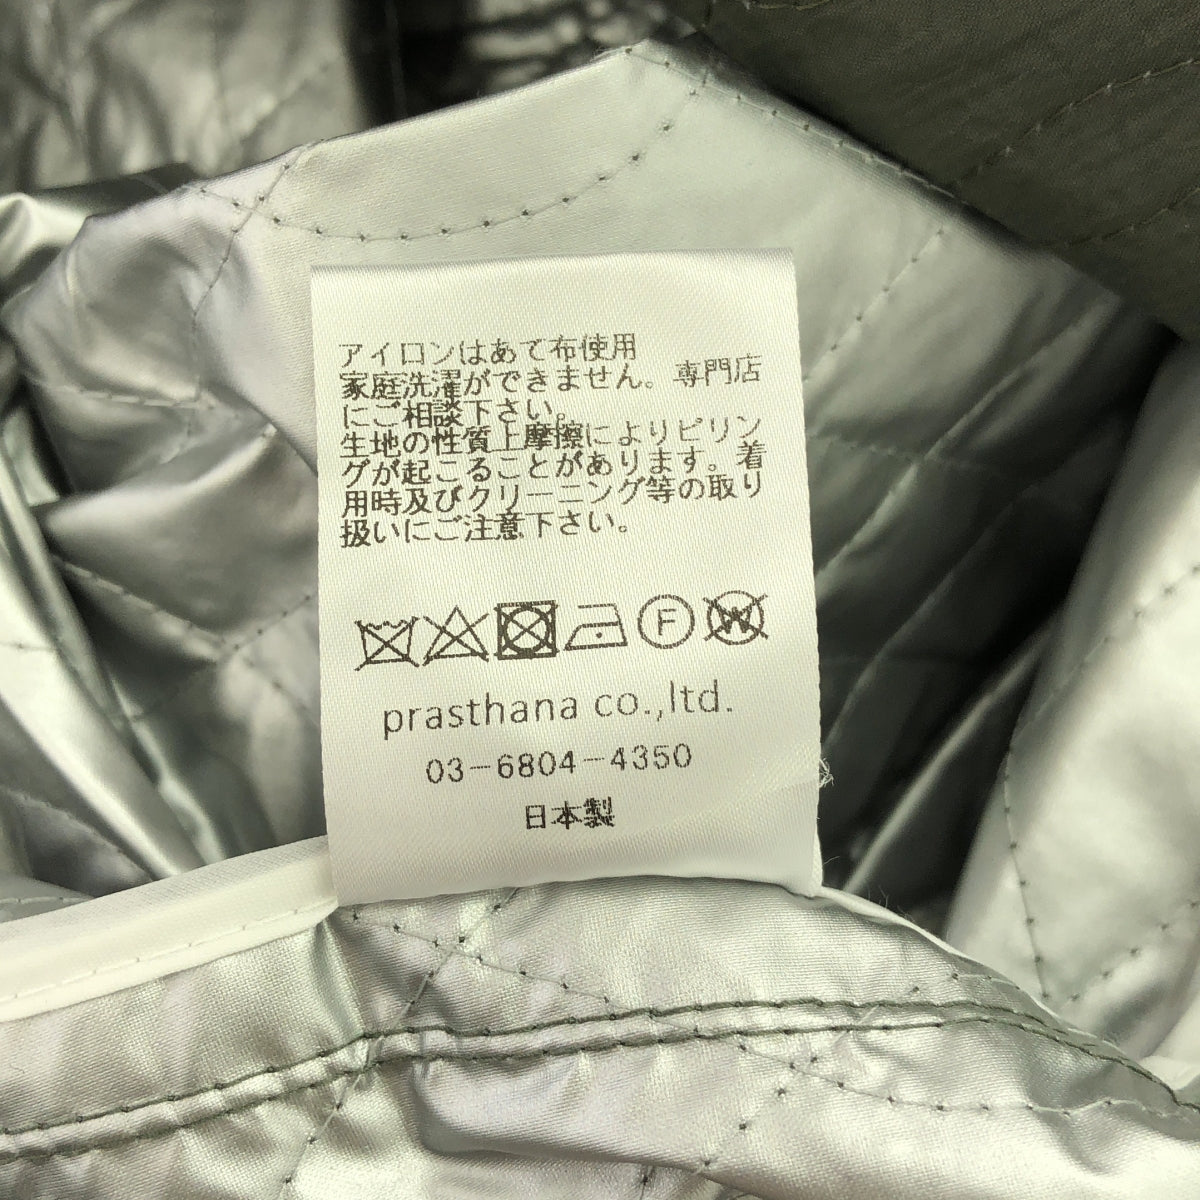 アイロンはあて布使用
家庭洗濯ができません。専門店
にご相談下さい。
生地の性質上摩擦によりピリン
グが起こることがあります。着
用時及びクリーニング等の取り
扱いにご注意下さい。
F W
prasthana co.,ltd.
03-6804-4350
日本製